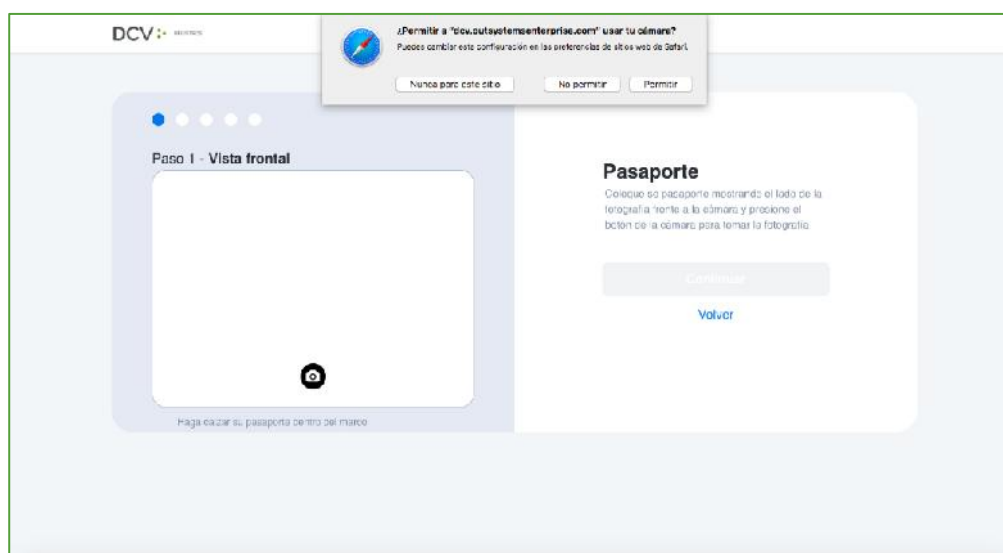 DCV
¿Permitir a "dcv.outsystemsenterprise.com" usar tu cámara?
Puedes cambiar esta configuración en las preferencias de sitios web de Safari.
Nunca para este sitio
No permitir
Permitir
Paso 1 - Vista frontal
Pasaporte
Coloque su pasaporte mostrando el lado de la
fotografía frente a la cámara y presione el
botón de la cámara para tomar la fotografía
Continuar
Volver
Haga calzar su pasaporte dentro del marco